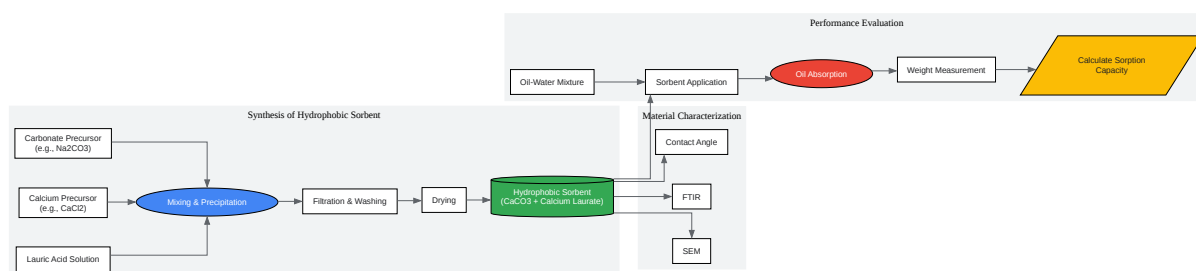 Performance Evaluation
Oil-Water Mixture
Sorbent Application
Oil Absorption
Weight Measurement
Calculate Sorption
Capacity
Synthesis of Hydrophobic Sorbent
Carbonate Precursor
(e.g., Na2CO3)
Calcium Precursor
(e.g., CaCl2)
Lauric Acid Solution
Mixing & Precipitation
Filtration & Washing
Drying
Hydrophobic Sorbent
(CaCO3 + Calcium Laurate)
Material Characterization
Contact Angle
FTIR
SEM